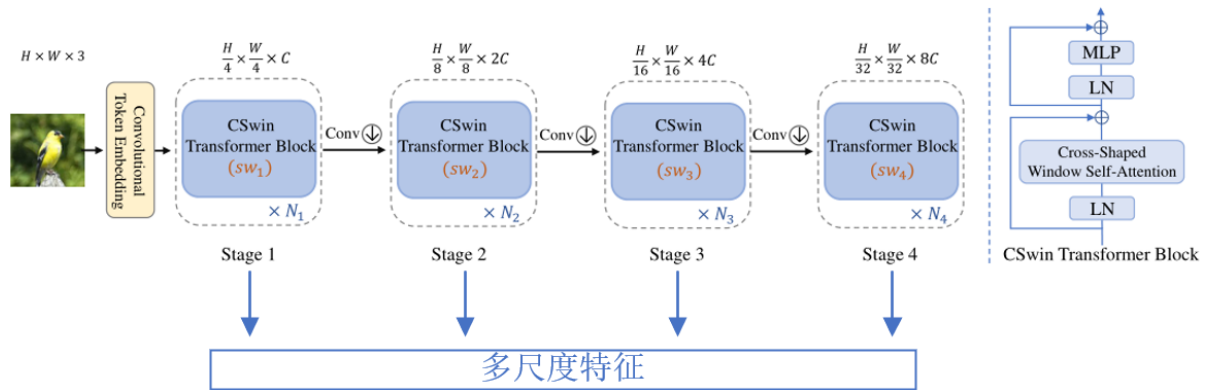 H × W × 3
Convolutional
Token Embedding
H/4 × W/4 × C
CSwin
Transformer Block
(sw₁)
× N₁
Stage 1
Conv
H/8 × W/8 × 2C
CSwin
Transformer Block
(sw₂)
× N₂
Stage 2
Conv
H/16 × W/16 × 4C
CSwin
Transformer Block
(sw₃)
× N₃
Stage 3
Conv
H/32 × W/32 × 8C
CSwin
Transformer Block
(sw₄)
× N₄
Stage 4
MLP
LN
Cross-Shaped
Window Self-Attention
LN
CSwin Transformer Block
多尺度特征